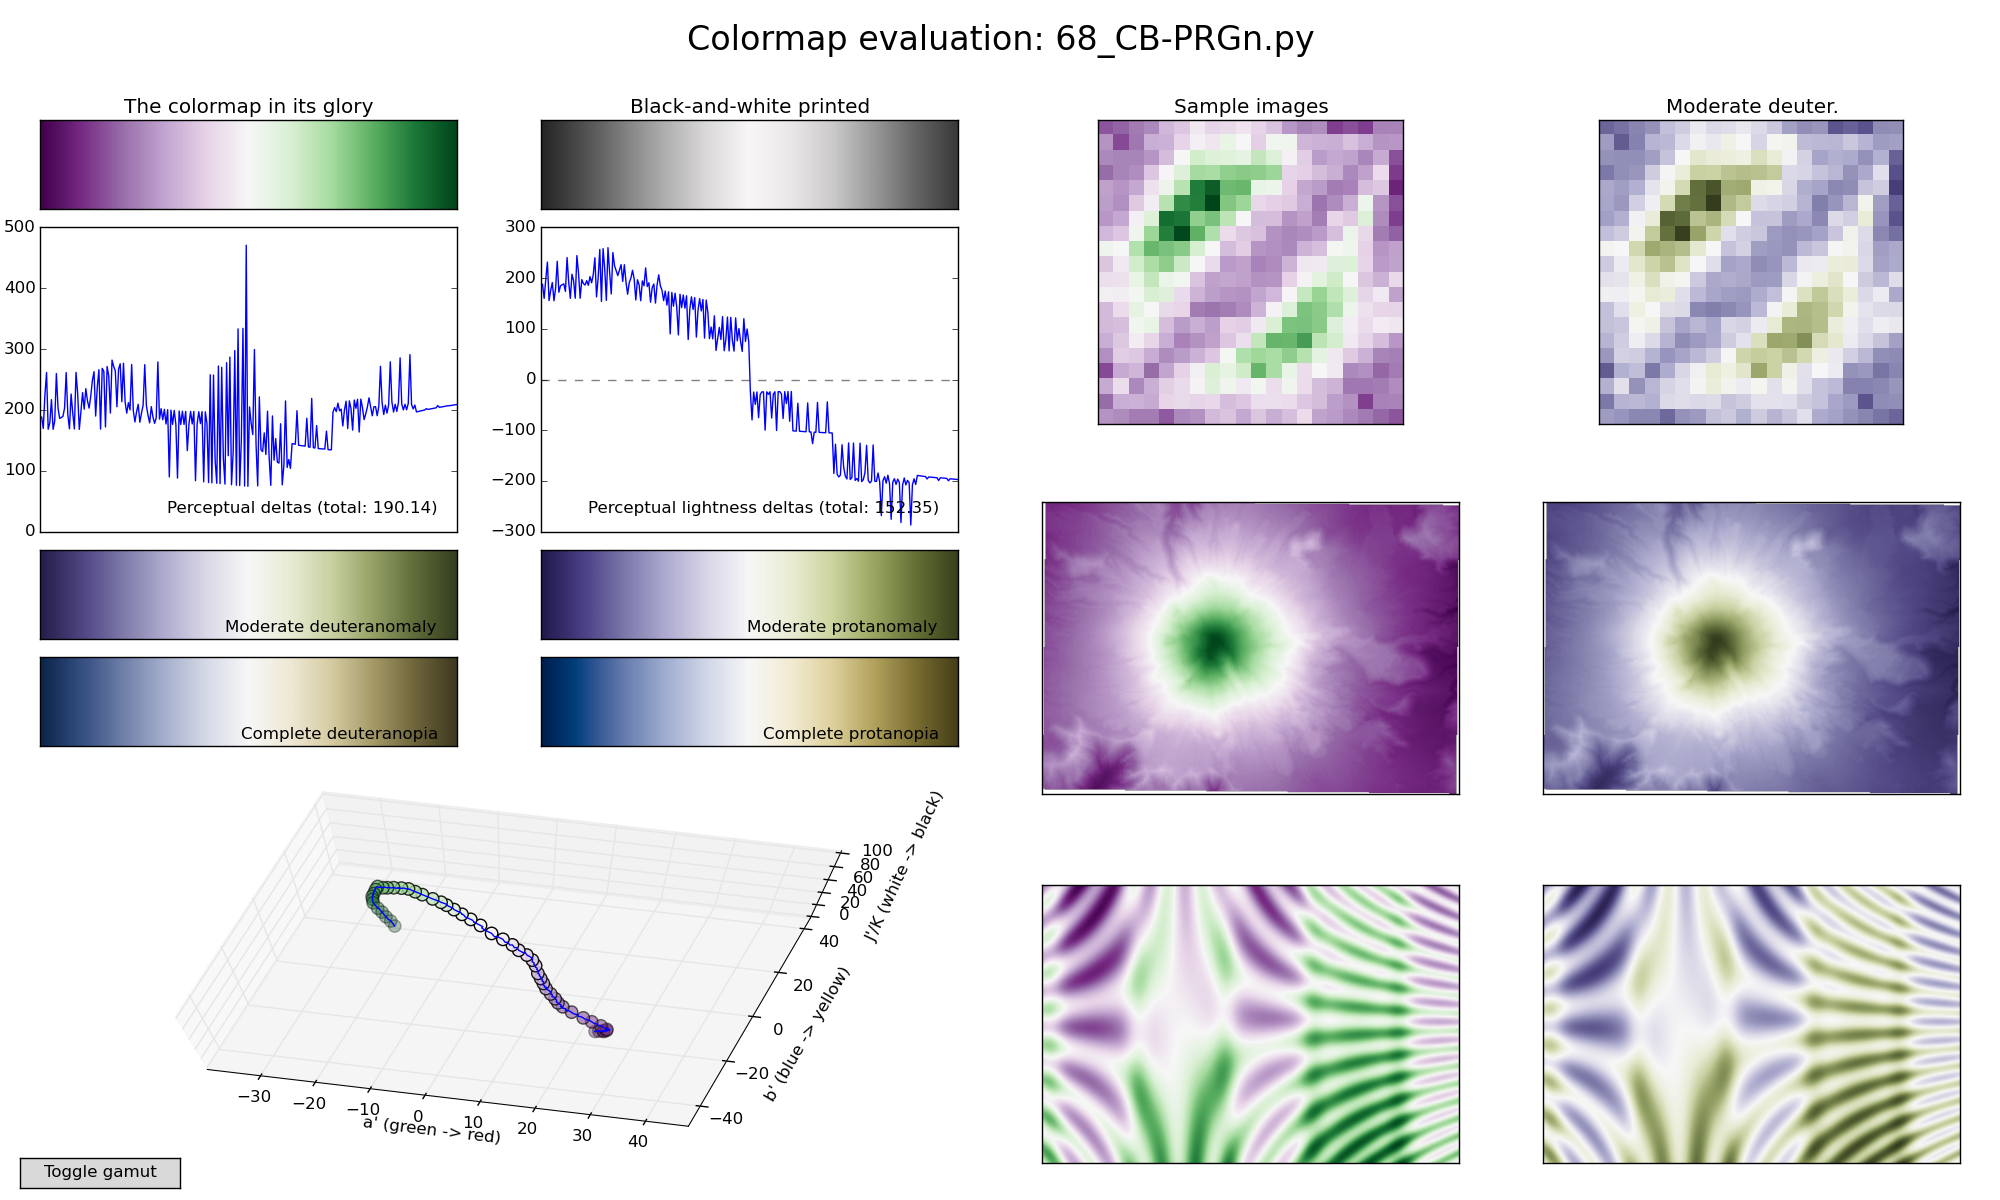 Colormap evaluation: 68_CB-PRGn.py
The colormap in its glory
Black-and-white printed
Sample images
Moderate deuter.
500
400
300
200
100
0
Perceptual deltas (total: 190.14)
300
200
100
0
−100
−200
−300
Perceptual lightness deltas (total: 152.35)
Moderate deuteranomaly
Moderate protanomaly
Complete deuteranopia
Complete protanopia
100
80
60
40
20
0
J'/K (white -> black)
40
20
0
−20
−40
b' (blue -> yellow)
−30
−20
−10
0
10
20
30
40
a' (green -> red)
Toggle gamut